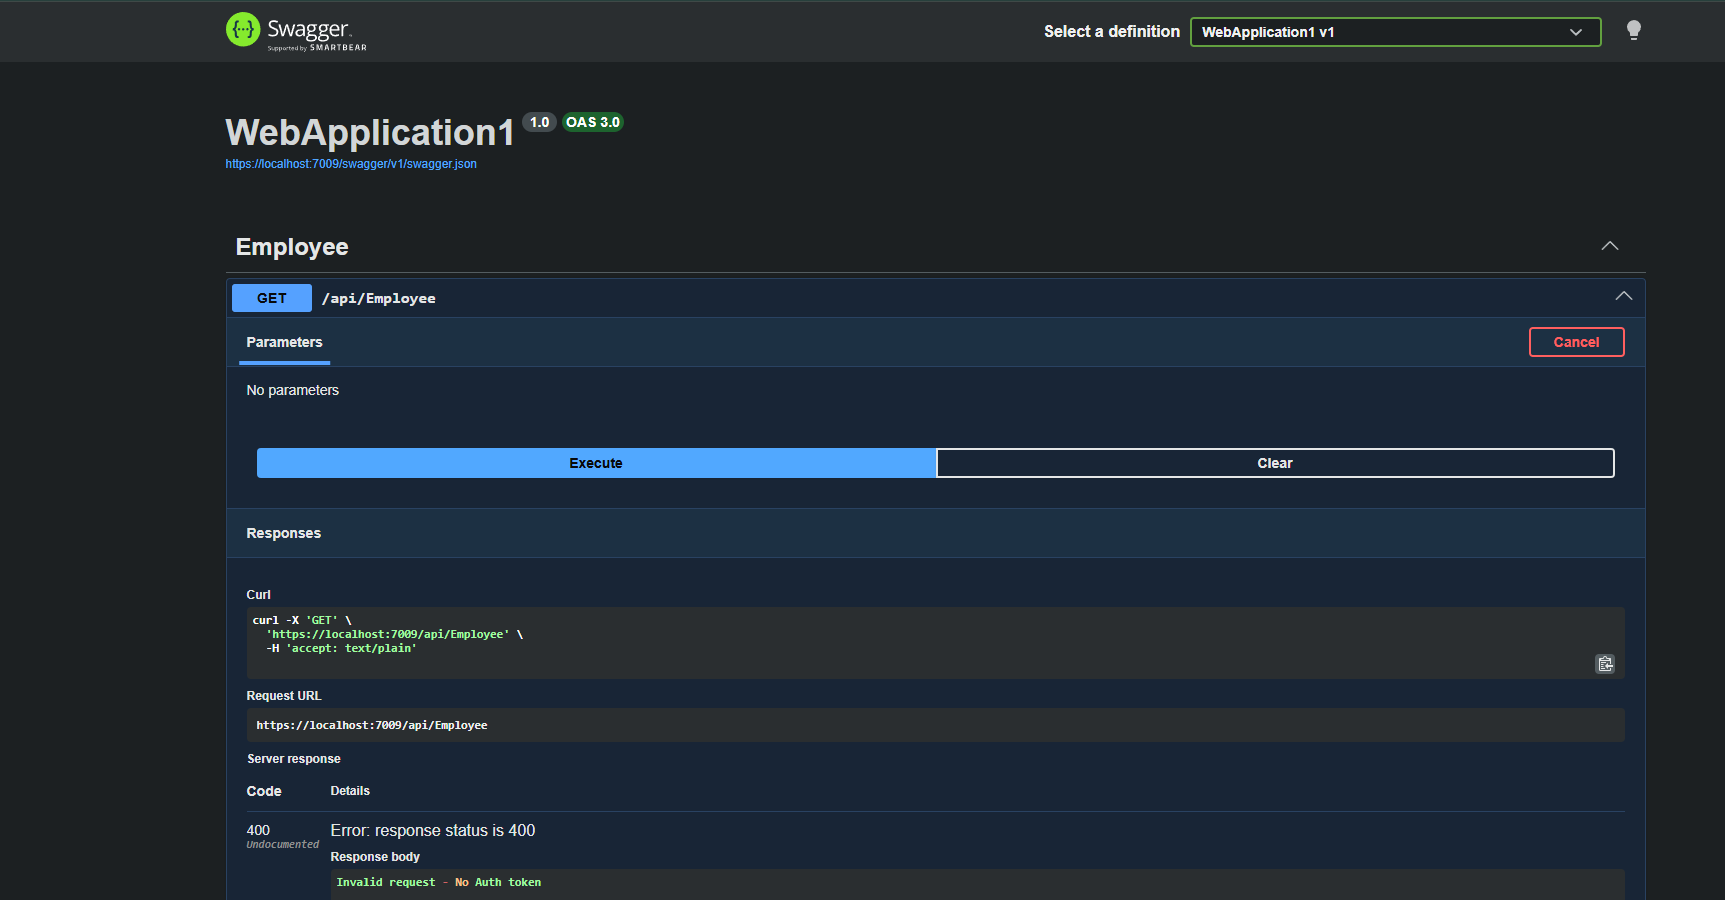 {···} Swagger.
Supported by SMARTBEAR
Select a definition
WebApplication1 v1
WebApplication1 1.0 OAS 3.0
https://localhost:7009/swagger/v1/swagger.json
Employee
GET /api/Employee
Parameters
Cancel
No parameters
Execute
Clear
Responses
Curl
curl -X 'GET' \
'https://localhost:7009/api/Employee' \
-H 'accept: text/plain'
Request URL
https://localhost:7009/api/Employee
Server response
Code Details
400 Error: response status is 400
Undocumented
Response body
Invalid request - No Auth token